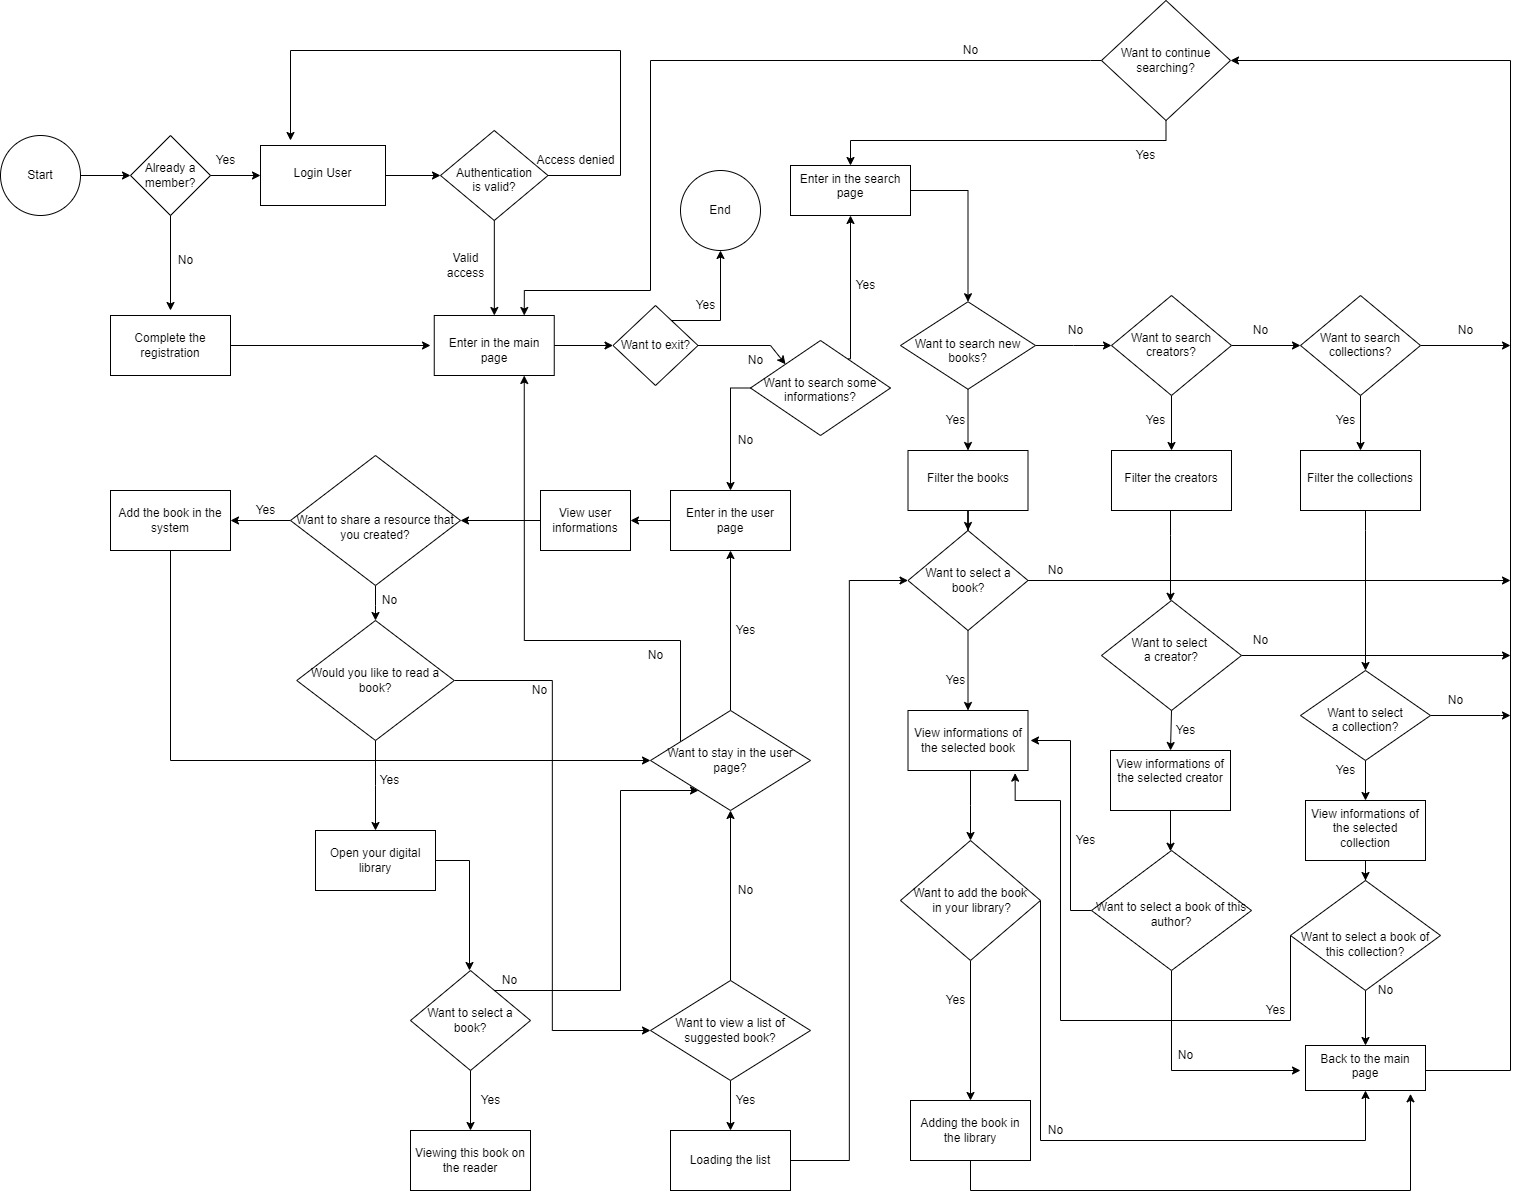 No
Want to continue
searching?
Yes
Start
Already a
member?
Yes
Login User
Authentication
is valid?
Access denied
No
Valid
access
End
Enter in the search
page
Yes
Complete the
registration
Enter in the main
page
Want to exit?
Yes
No
Want to search some
informations?
No
Want to search new
books?
No
Want to search
creators?
No
Want to search
collections?
No
Yes
Yes
Yes
Filter the books
Filter the creators
Filter the collections
Add the book in the
system
Yes
Want to share a resource that
you created?
View user
informations
Enter in the user
page
No
Would you like to read a
book?
No
Yes
No
Yes
Want to stay in the user
page?
Want to select a
book?
No
Yes
Want to select
a creator?
No
Yes
Want to select
a collection?
No
Yes
View informations of
the selected book
View informations of
the selected creator
View informations of
the selected
collection
Open your digital
library
No
Want to add the book
in your library?
Yes
Want to select a book of this
author?
Want to select a book of
this collection?
No
Yes
Want to select a
book?
No
Want to view a list of
suggested book?
Yes
No
Back to the main
page
Yes
Yes
Viewing this book on
the reader
Loading the list
Adding the book in
the library
No